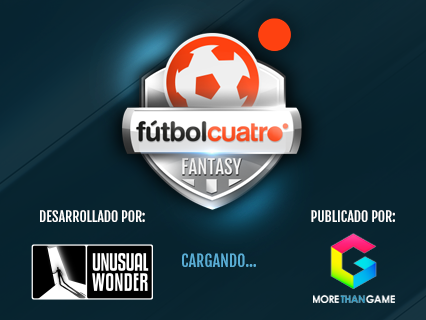 fútbolcuatro
FANTASY
DESARROLLADO POR:
PUBLICADO POR:
UNUSUAL
WONDER
CARGANDO...
MORETHANGAME